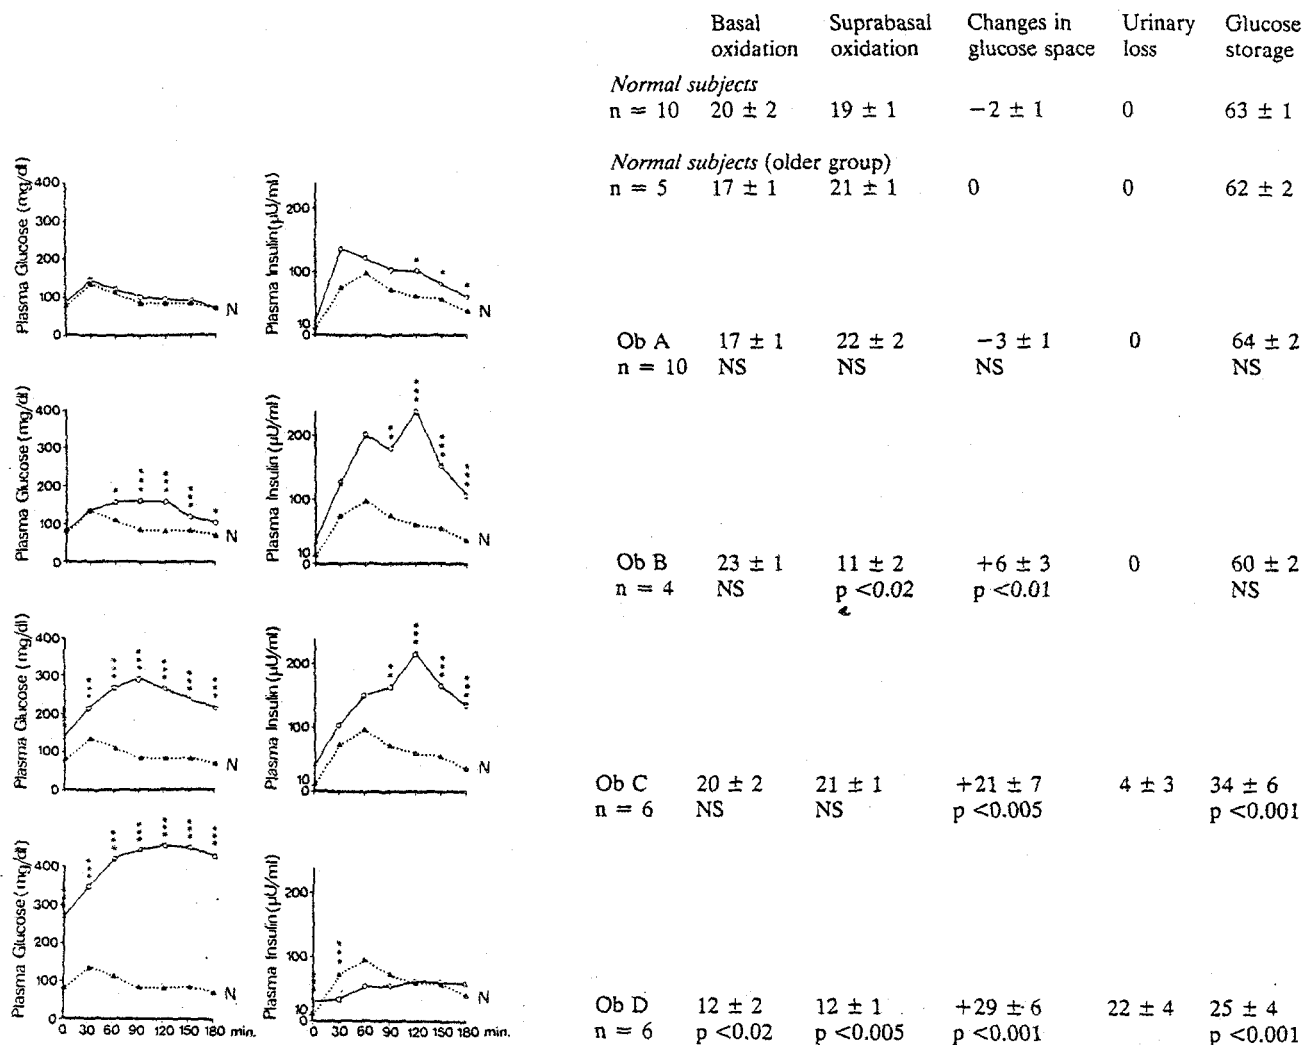 Basal Suprabasal Changes in Urinary Glucose
oxidation oxidation glucose space loss storage
Normal subjects
n = 10 20 ± 2 19 ± 1 −2 ± 1 0 63 ± 1
Normal subjects (older group)
n = 5 17 ± 1 21 ± 1 0 0 62 ± 2
Plasma Glucose (mg/dl)
400
300
200
100
0
N
Plasma Insulin (µU/ml)
200
100
10
0
* * *
N
Ob A 17 ± 1 22 ± 2 −3 ± 1 0 64 ± 2
n = 10 NS NS NS NS
Plasma Glucose (mg/dl)
400
300
200
100
0
* *** *** *** *
N
Plasma Insulin (µU/ml)
200
100
10
0
** *** *** ***
N
Ob B 23 ± 1 11 ± 2 +6 ± 3 0 60 ± 2
n = 4 NS p <0.02 p <0.01 NS
Plasma Glucose (mg/dl)
400
300
200
100
0
N
Plasma Insulin (µU/ml)
200
100
10
0
N
Ob C 20 ± 2 21 ± 1 +21 ± 7 4 ± 3 34 ± 6
n = 6 NS NS p <0.005 p <0.001
Plasma Glucose (mg/dl)
400
300
200
100
0
N
0 30 60 90 120 150 180 min.
Plasma Insulin (µU/ml)
200
100
10
0
N
0 30 60 90 120 150 180 min.
Ob D 12 ± 2 12 ± 1 +29 ± 6 22 ± 4 25 ± 4
n = 6 p <0.02 p <0.005 p <0.001 p <0.001